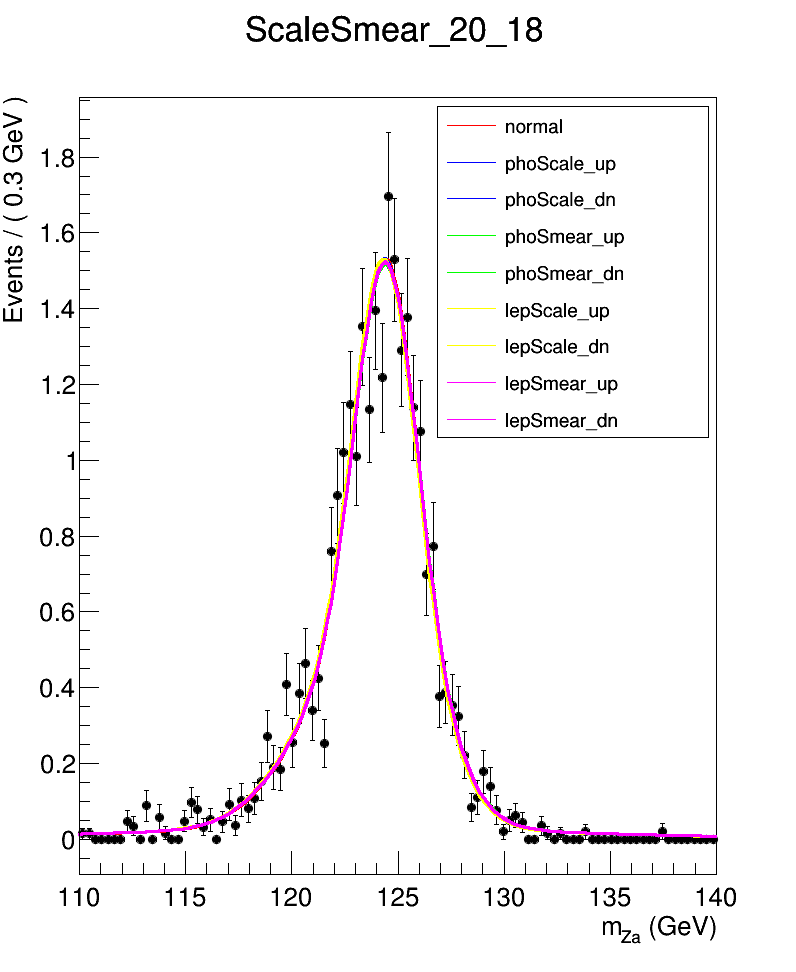 ScaleSmear_20_18
Events / ( 0.3 GeV )
1.8
1.6
1.4
1.2
1
0.8
0.6
0.4
0.2
0
normal
phoScale_up
phoScale_dn
phoSmear_up
phoSmear_dn
lepScale_up
lepScale_dn
lepSmear_up
lepSmear_dn
110 115 120 125 130 135 140
m_Za (GeV)